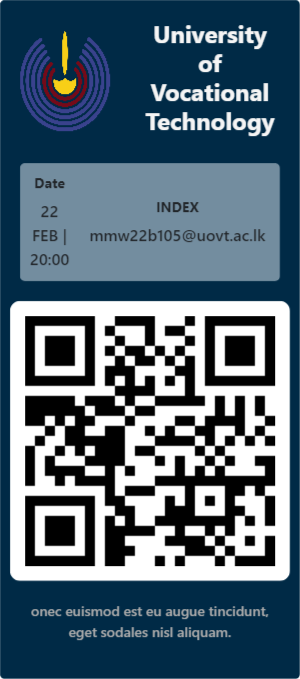 University
of
Vocational
Technology
Date
22
FEB |
20:00
INDEX
mmw22b105@uovt.ac.lk
onec euismod est eu augue tincidunt,
eget sodales nisl aliquam.